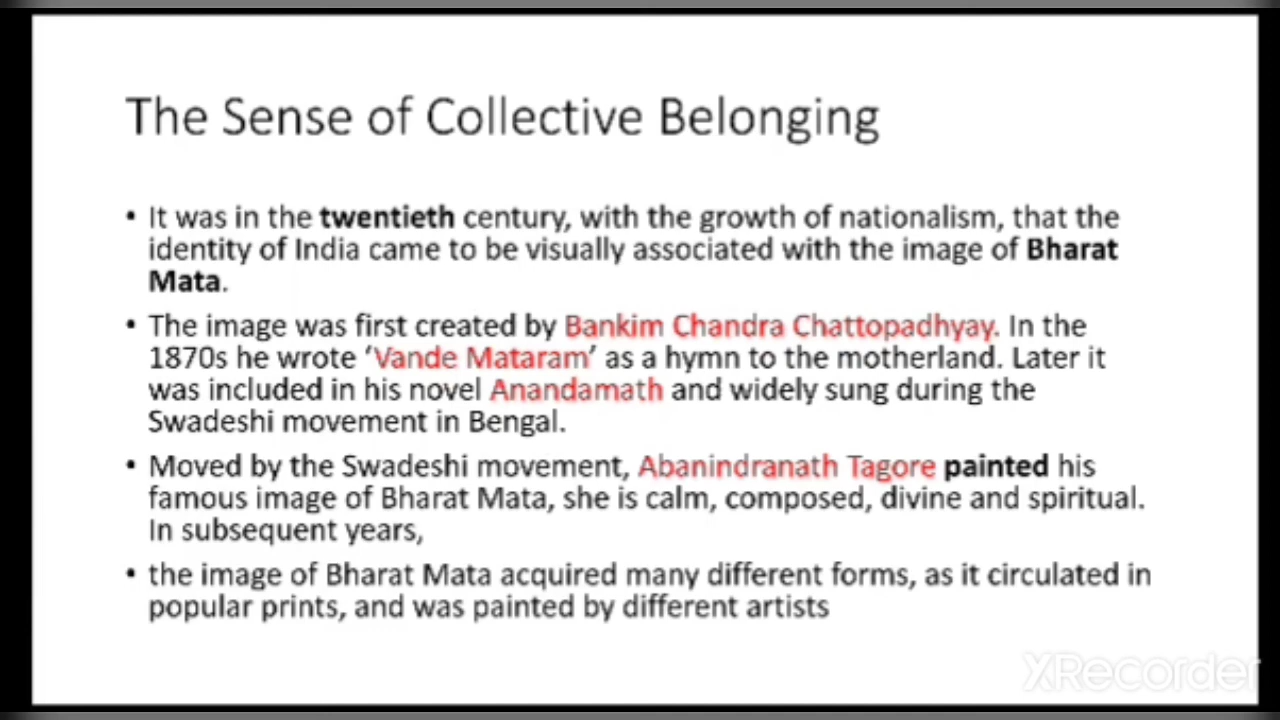 The Sense of Collective Belonging
• It was in the twentieth century, with the growth of nationalism, that the
identity of India came to be visually associated with the image of Bharat
Mata.
• The image was first created by Bankim Chandra Chattopadhyay. In the
1870s he wrote ‘Vande Mataram’ as a hymn to the motherland. Later it
was included in his novel Anandamath and widely sung during the
Swadeshi movement in Bengal.
• Moved by the Swadeshi movement, Abanindranath Tagore painted his
famous image of Bharat Mata, she is calm, composed, divine and spiritual.
In subsequent years,
• the image of Bharat Mata acquired many different forms, as it circulated in
popular prints, and was painted by different artists
XRecorder